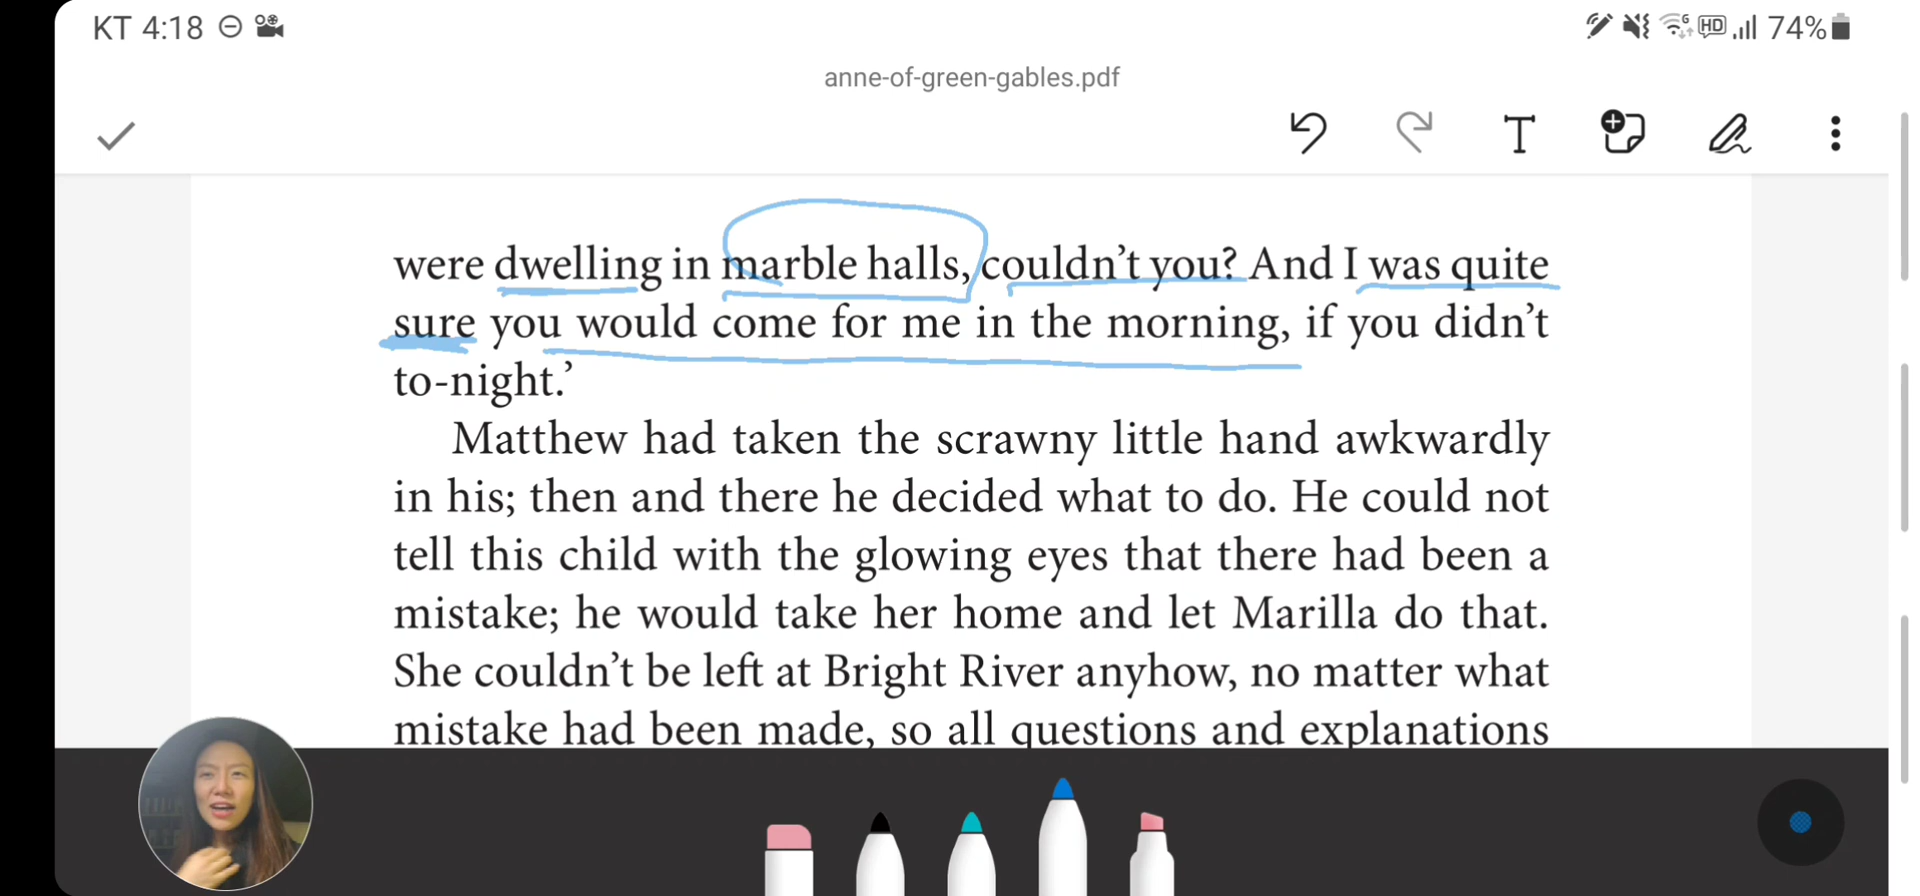 KT 4:18
HD 74%
anne-of-green-gables.pdf
T
were dwelling in marble halls, couldn’t you? And I was quite
sure you would come for me in the morning, if you didn’t
to-night.’
Matthew had taken the scrawny little hand awkwardly
in his; then and there he decided what to do. He could not
tell this child with the glowing eyes that there had been a
mistake; he would take her home and let Marilla do that.
She couldn’t be left at Bright River anyhow, no matter what
mistake had been made, so all questions and explanations